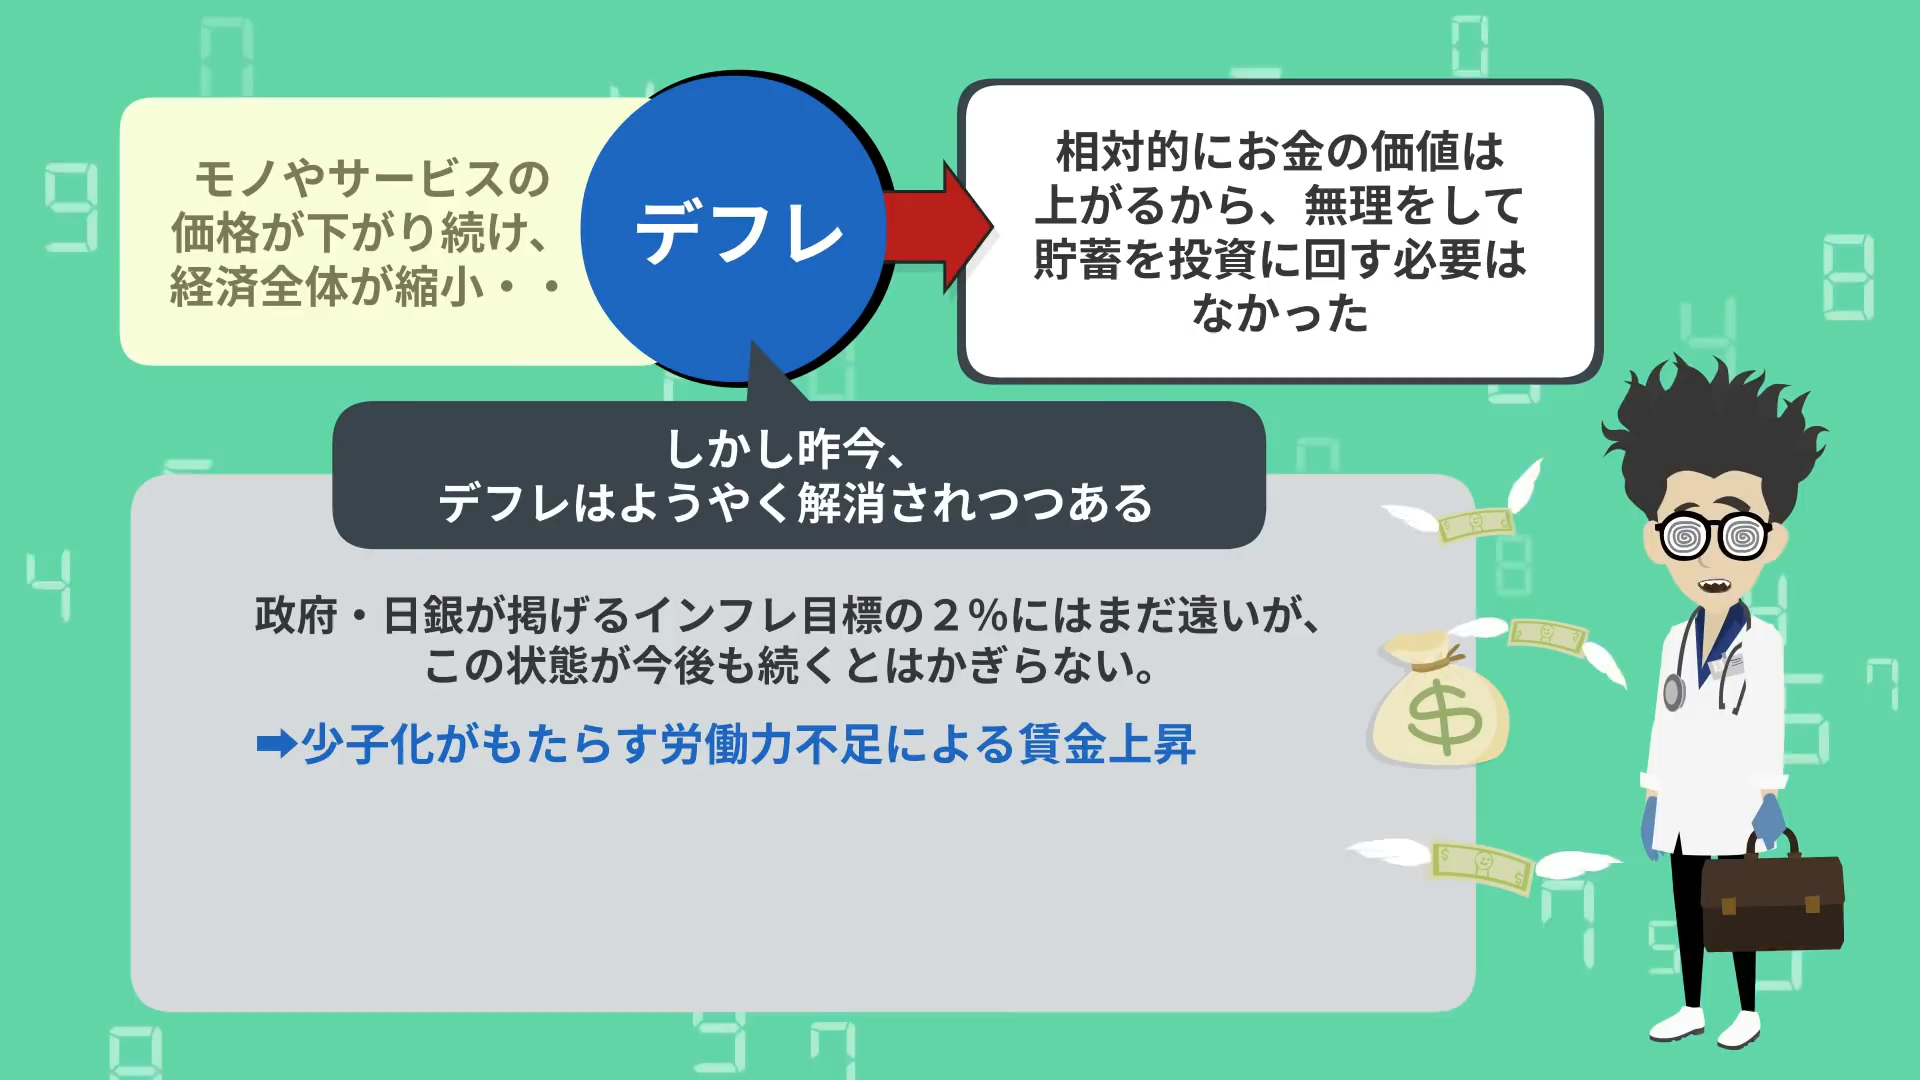 モノやサービスの
価格が下がり続け、
経済全体が縮小・・
デフレ
相対的にお金の価値は
上がるから、無理をして
貯蓄を投資に回す必要は
なかった
しかし昨今、
デフレはようやく解消されつつある
政府・日銀が掲げるインフレ目標の２％にはまだ遠いが、
この状態が今後も続くとはかぎらない。
➡少子化がもたらす労働力不足による賃金上昇